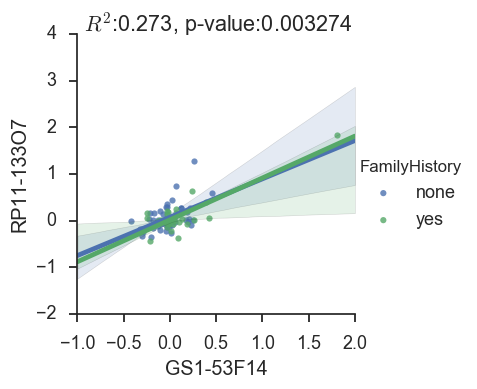 R²:0.273, p-value:0.003274
4
3
2
1
0
−1
−2
RP11-133O7
−1.0 −0.5 0.0 0.5 1.0 1.5 2.0
GS1-53F14
FamilyHistory
none
yes